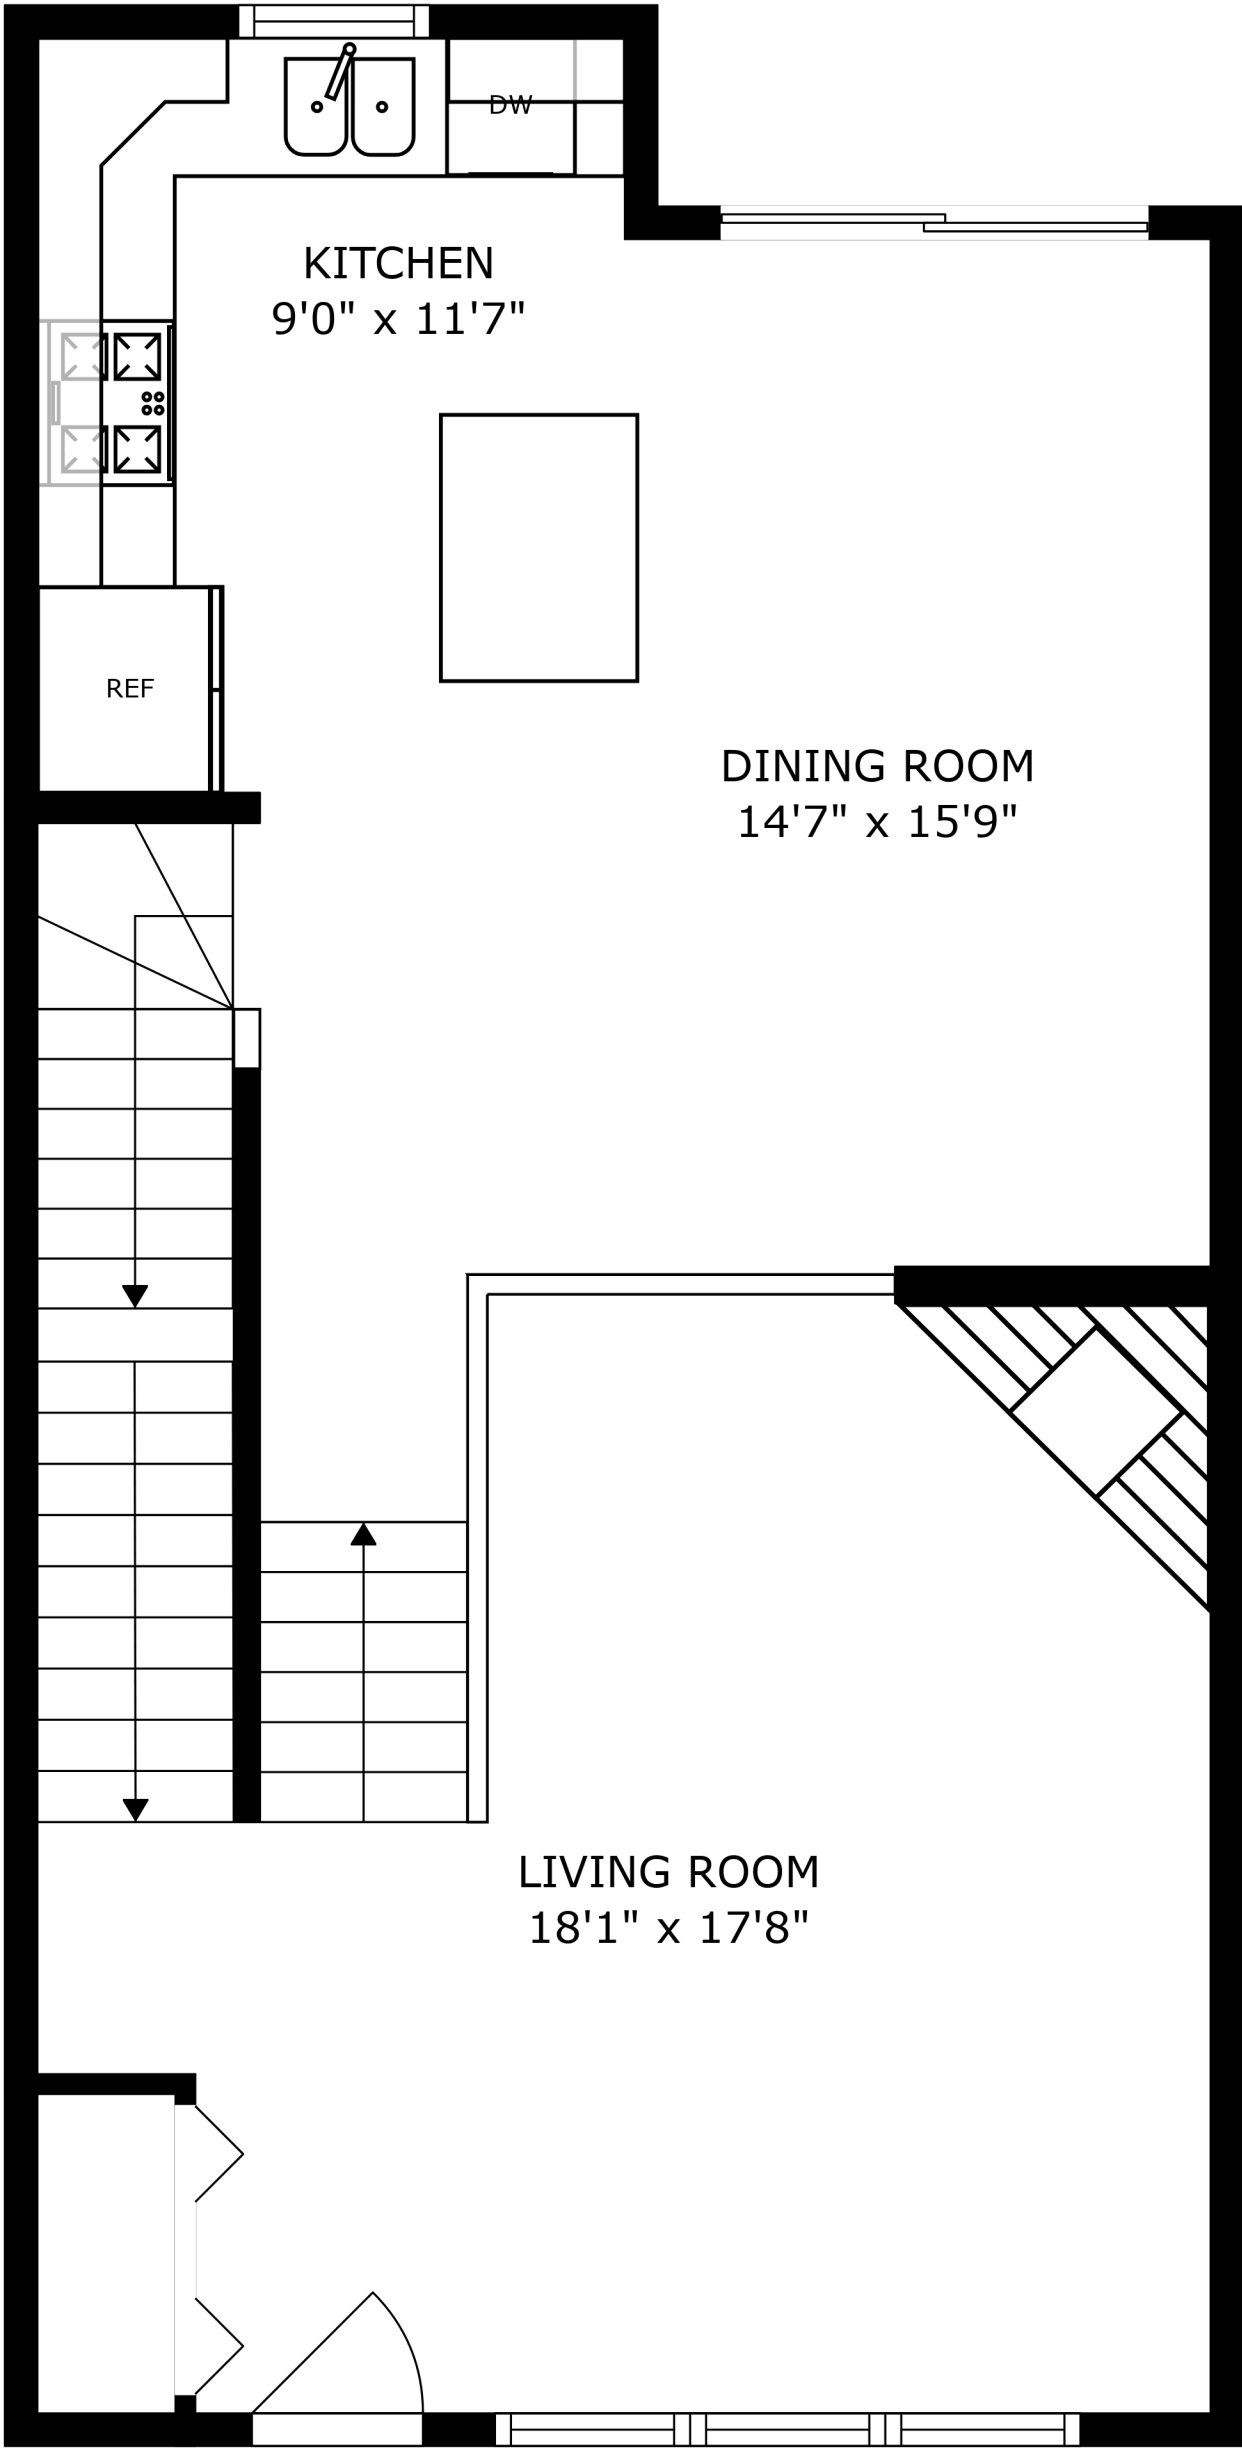 DW
KITCHEN
9'0" x 11'7"
REF
DINING ROOM
14'7" x 15'9"
LIVING ROOM
18'1" x 17'8"